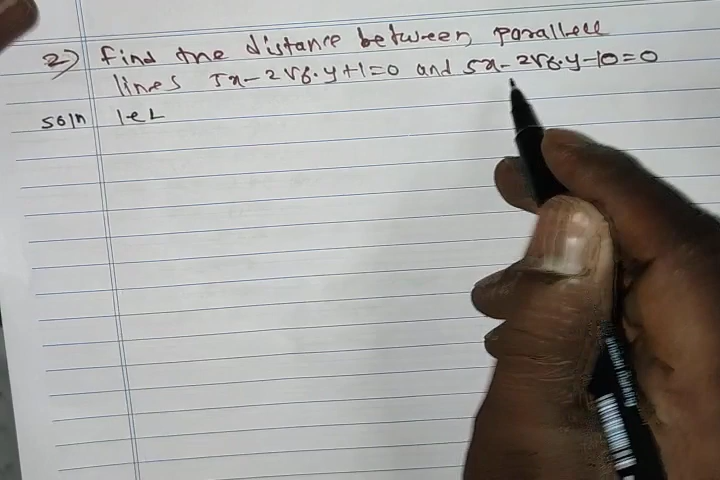 2) find the distance between parallel
lines 5x-2√6.y+1=0 and 5x-2√6.y-10=0
soln let